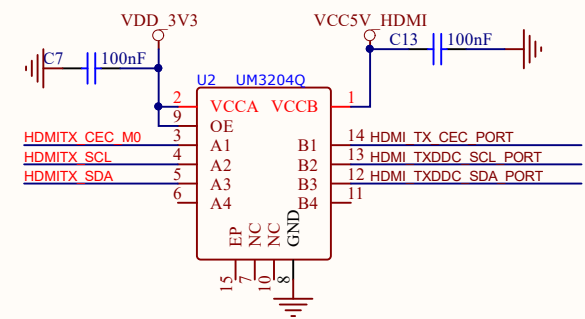 VDD_3V3
VCC5V_HDMI
C7
100nF
C13
100nF
U2
UM3204Q
2
VCCA
VCCB
1
9
OE
HDMITX_CEC_M0
3
A1
B1
14
HDMI_TX_CEC_PORT
HDMITX_SCL
4
A2
B2
13
HDMI_TXDDC_SCL_PORT
HDMITX_SDA
5
A3
B3
12
HDMI_TXDDC_SDA_PORT
6
A4
B4
11
EP
NC
NC
GND
15
7
10
8